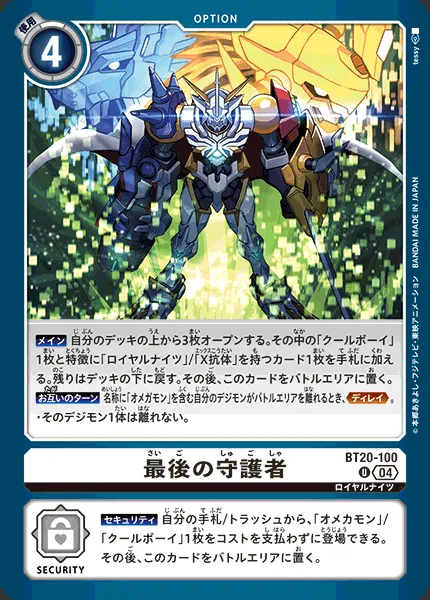 使用
4
OPTION
tessy
BANDAI MADE IN JAPAN
©本郷あきよし・フジテレビ・東映アニメーション
メイン 自分のデッキの上から3枚オープンする。その中の「クールボーイ」
1枚と特徴に「ロイヤルナイツ」/「X抗体」を持つカード1枚を手札に加え
る。残りはデッキの下に戻す。その後、このカードをバトルエリアに置く。
お互いのターン 名称に「オメガモン」を含む自分のデジモンがバトルエリアを離れるとき、ディレイ。
・そのデジモン1体は離れない。
さいごのしゅごしゃ
最後の守護者
BT20-100
U 04
ロイヤルナイツ
SECURITY
セキュリティ 自分の手札/トラッシュから、「オメカモン」/
「クールボーイ」1枚をコストを支払わずに登場できる。
その後、このカードをバトルエリアに置く。